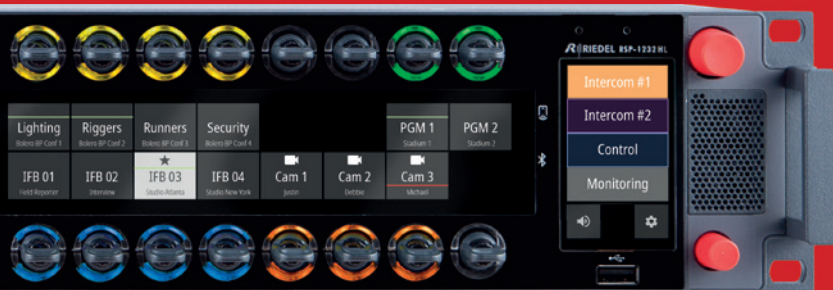 RIEDEL RSP-1232HL
Lighting
Bolero BP Conf 1
Riggers
Bolero BP Conf 2
Runners
Bolero BP Conf 3
Security
Bolero BP Conf 4
PGM 1
Stadium 1
PGM 2
Stadium 2
IFB 01
Field Reporter
IFB 02
Interview
IFB 03
Studio Atlanta
IFB 04
Studio New York
Cam 1
Justin
Cam 2
Debbie
Cam 3
Michael
Intercom #1
Intercom #2
Control
Monitoring